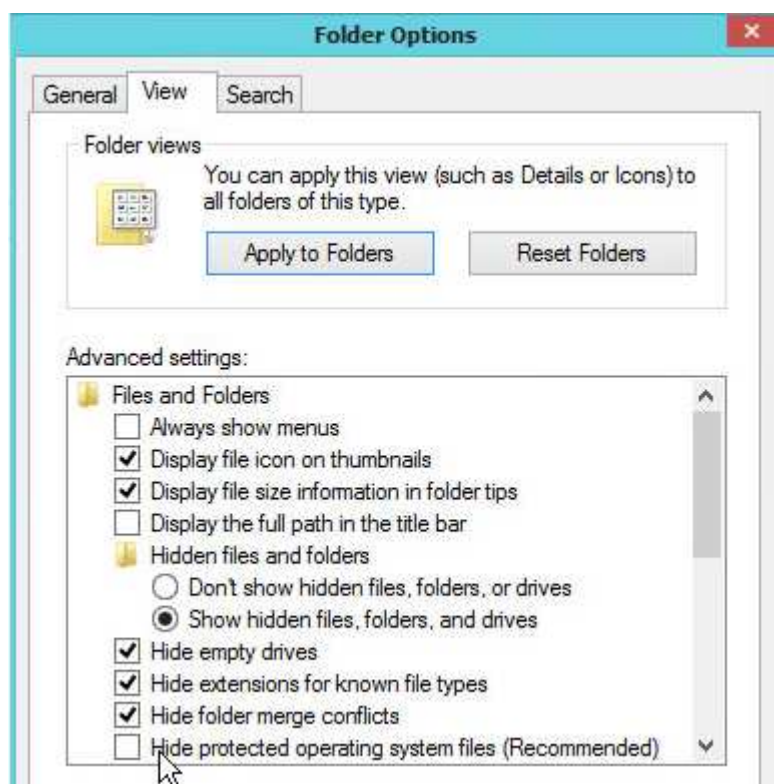 Folder Options
General View Search
Folder views
You can apply this view (such as Details or Icons) to
all folders of this type.
Apply to Folders Reset Folders
Advanced settings:
Files and Folders
Always show menus
Display file icon on thumbnails
Display file size information in folder tips
Display the full path in the title bar
Hidden files and folders
Don't show hidden files, folders, or drives
Show hidden files, folders, and drives
Hide empty drives
Hide extensions for known file types
Hide folder merge conflicts
Hide protected operating system files (Recommended)